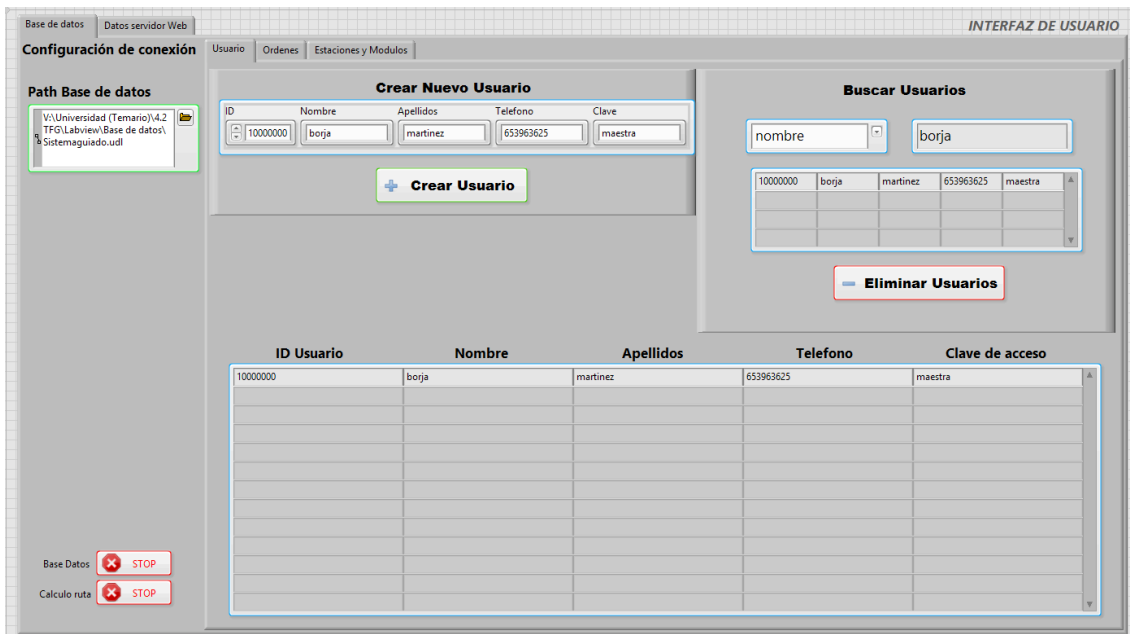 Base de datos
Datos servidor Web
INTERFAZ DE USUARIO
Configuración de conexión
Usuario
Ordenes
Estaciones y Modulos
Path Base de datos
V:\Universidad (Temario)\4.2
TFG\Labview\Base de datos\
Sistemaguiado.udl
Crear Nuevo Usuario
ID
Nombre
Apellidos
Telefono
Clave
10000000
borja
martinez
653963625
maestra
Crear Usuario
Buscar Usuarios
nombre
borja
10000000
borja
martinez
653963625
maestra
Eliminar Usuarios
ID Usuario
Nombre
Apellidos
Telefono
Clave de acceso
10000000
borja
martinez
653963625
maestra
Base Datos
STOP
Calculo ruta
STOP